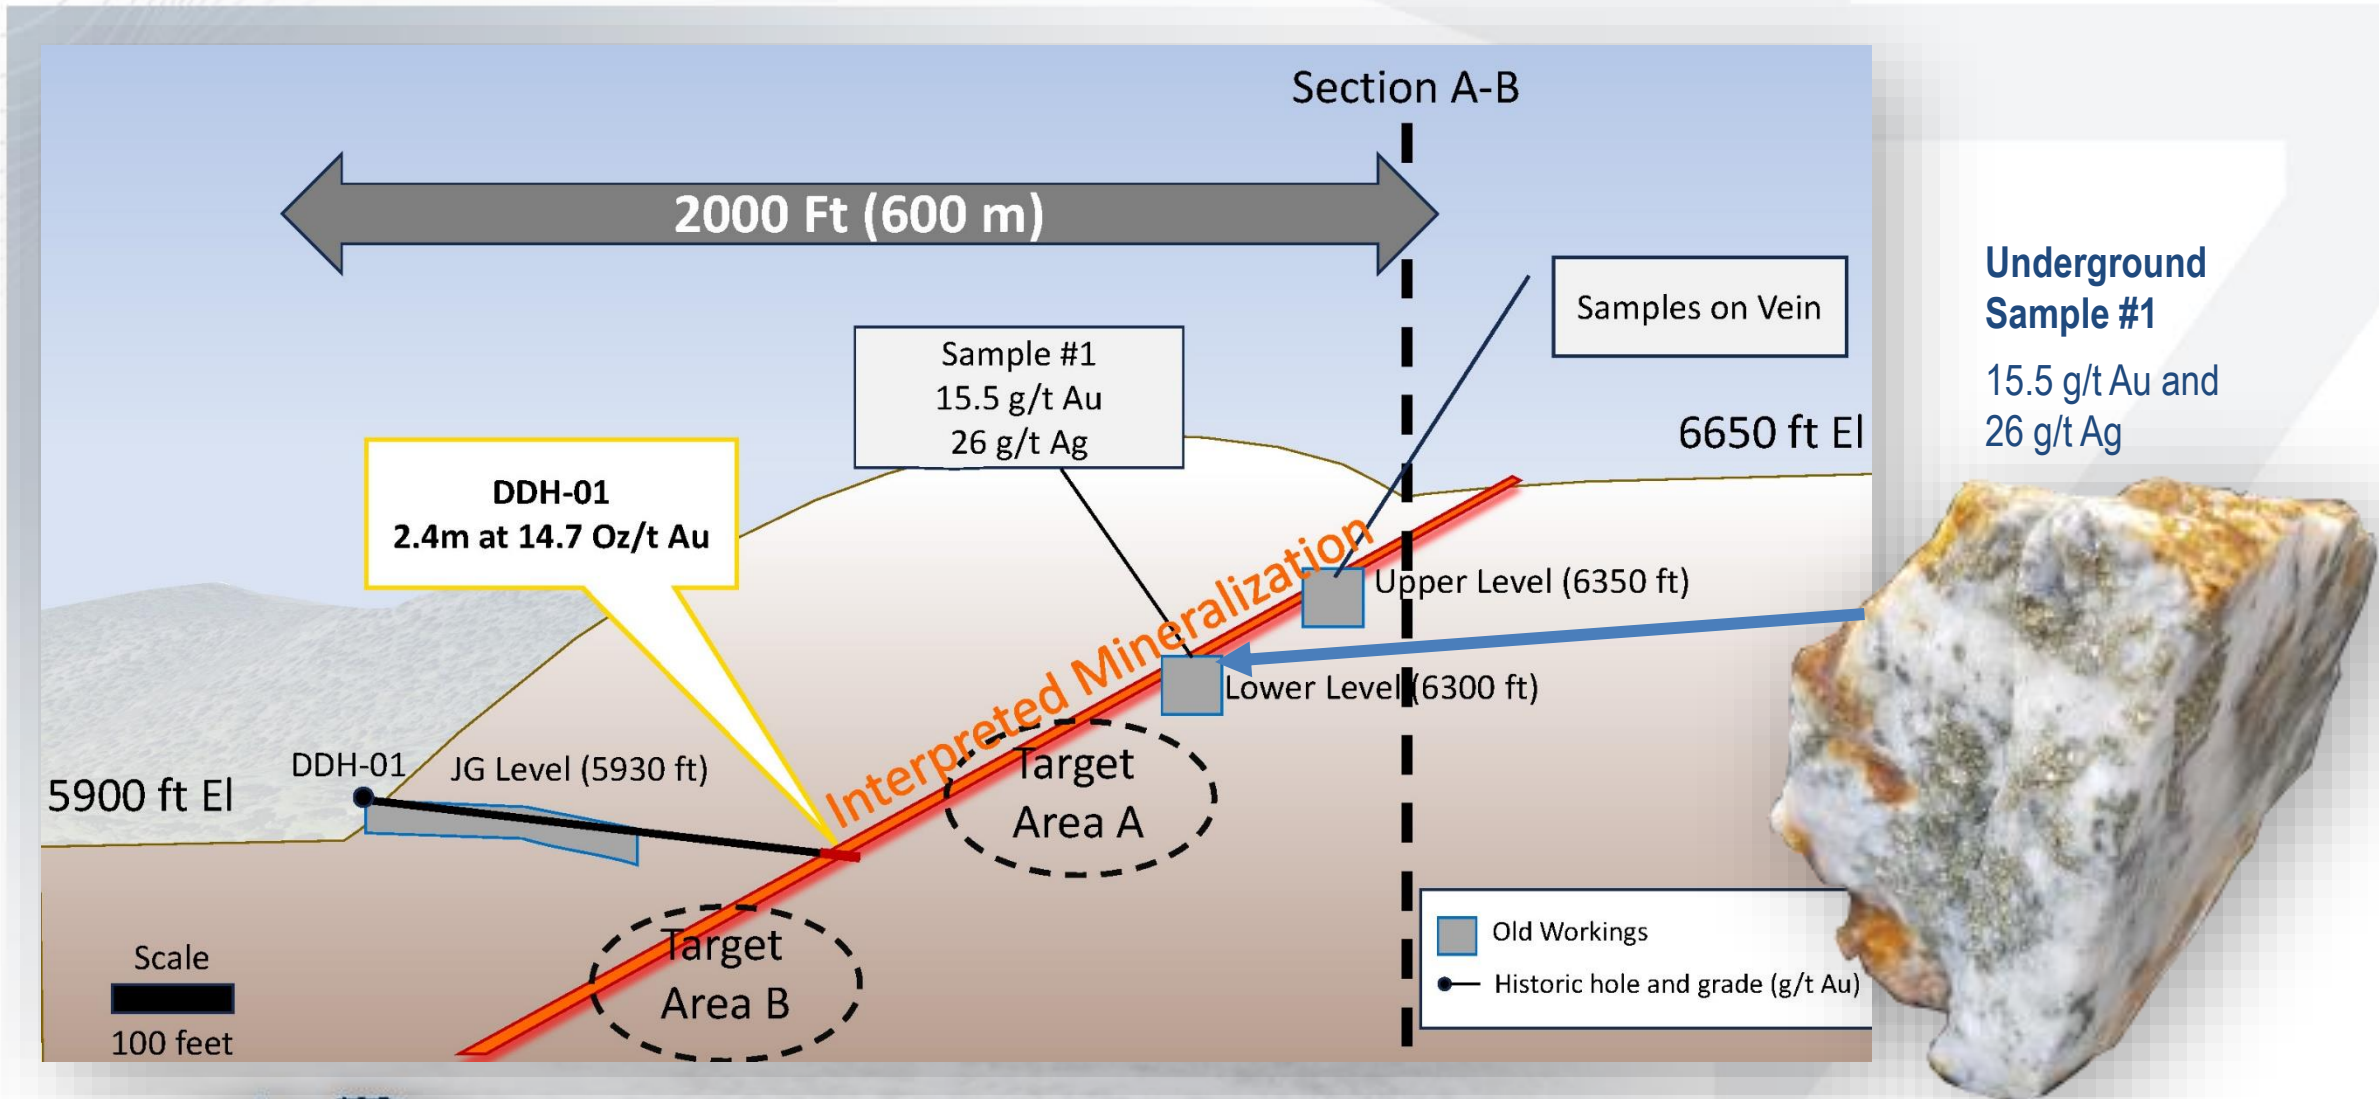 Section A-B
2000 Ft (600 m)
Samples on Vein
Underground
Sample #1
15.5 g/t Au and
26 g/t Ag
Sample #1
15.5 g/t Au
26 g/t Ag
6650 ft El
DDH-01
2.4m at 14.7 Oz/t Au
Interpreted Mineralization
Upper Level (6350 ft)
Lower Level (6300 ft)
DDH-01
JG Level (5930 ft)
5900 ft El
Target
Area A
Target
Area B
Scale
100 feet
Old Workings
Historic hole and grade (g/t Au)